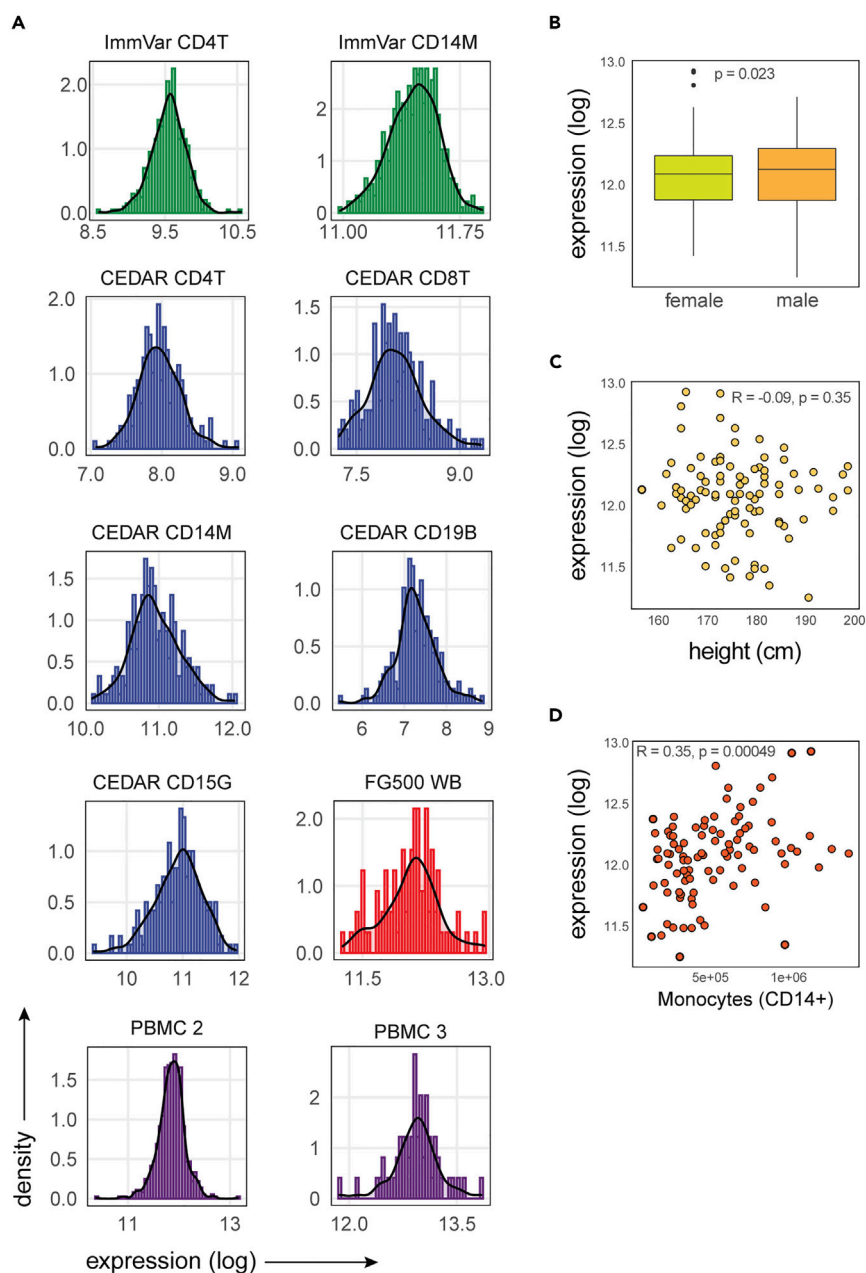 A
ImmVar CD4T
2.0
1.0
0.0
8.5 9.5 10.5
ImmVar CD14M
2
1
0
11.00 11.75
CEDAR CD4T
2.0
1.0
0.0
7.0 8.0 9.0
CEDAR CD8T
1.5
1.0
0.5
0.0
7.5 9.0
CEDAR CD14M
1.5
1.0
0.5
0.0
10.0 11.0 12.0
CEDAR CD19B
1.0
0.5
0.0
6 7 8 9
CEDAR CD15G
1.0
0.5
0.0
10 11 12
FG500 WB
2.0
1.0
0.0
11.5 13.0
PBMC 2
1.5
1.0
0.5
0.0
11 13
PBMC 3
2
1
0
12.0 13.5
density
expression (log)
B
expression (log)
13.0
12.5
12.0
11.5
p = 0.023
female male
C
expression (log)
13.0
12.5
12.0
11.5
R = -0.09, p = 0.35
160 170 180 190 200
height (cm)
D
expression (log)
13.0
12.5
12.0
11.5
R = 0.35, p = 0.00049
5e+05 1e+06
Monocytes (CD14+)